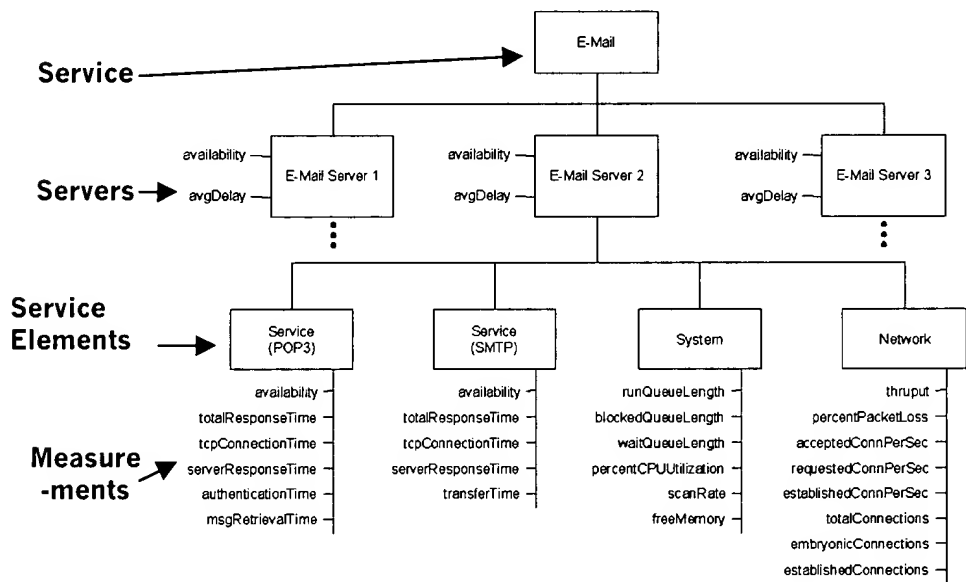 E-Mail
Service
availability
E-Mail Server 1
avgDelay
availability
E-Mail Server 2
avgDelay
availability
E-Mail Server 3
avgDelay
Servers
Service
Elements
Service
(POP3)
Service
(SMTP)
System
Network
Measure
-ments
availability
totalResponseTime
tcpConnectionTime
serverResponseTime
authenticationTime
msgRetrievalTime
availability
totalResponseTime
tcpConnectionTime
serverResponseTime
transferTime
runQueueLength
blockedQueueLength
waitQueueLength
percentCPUUtilization
scanRate
freeMemory
thruput
percentPacketLoss
acceptedConnPerSec
requestedConnPerSec
establishedConnPerSec
totalConnections
embryonicConnections
establishedConnections